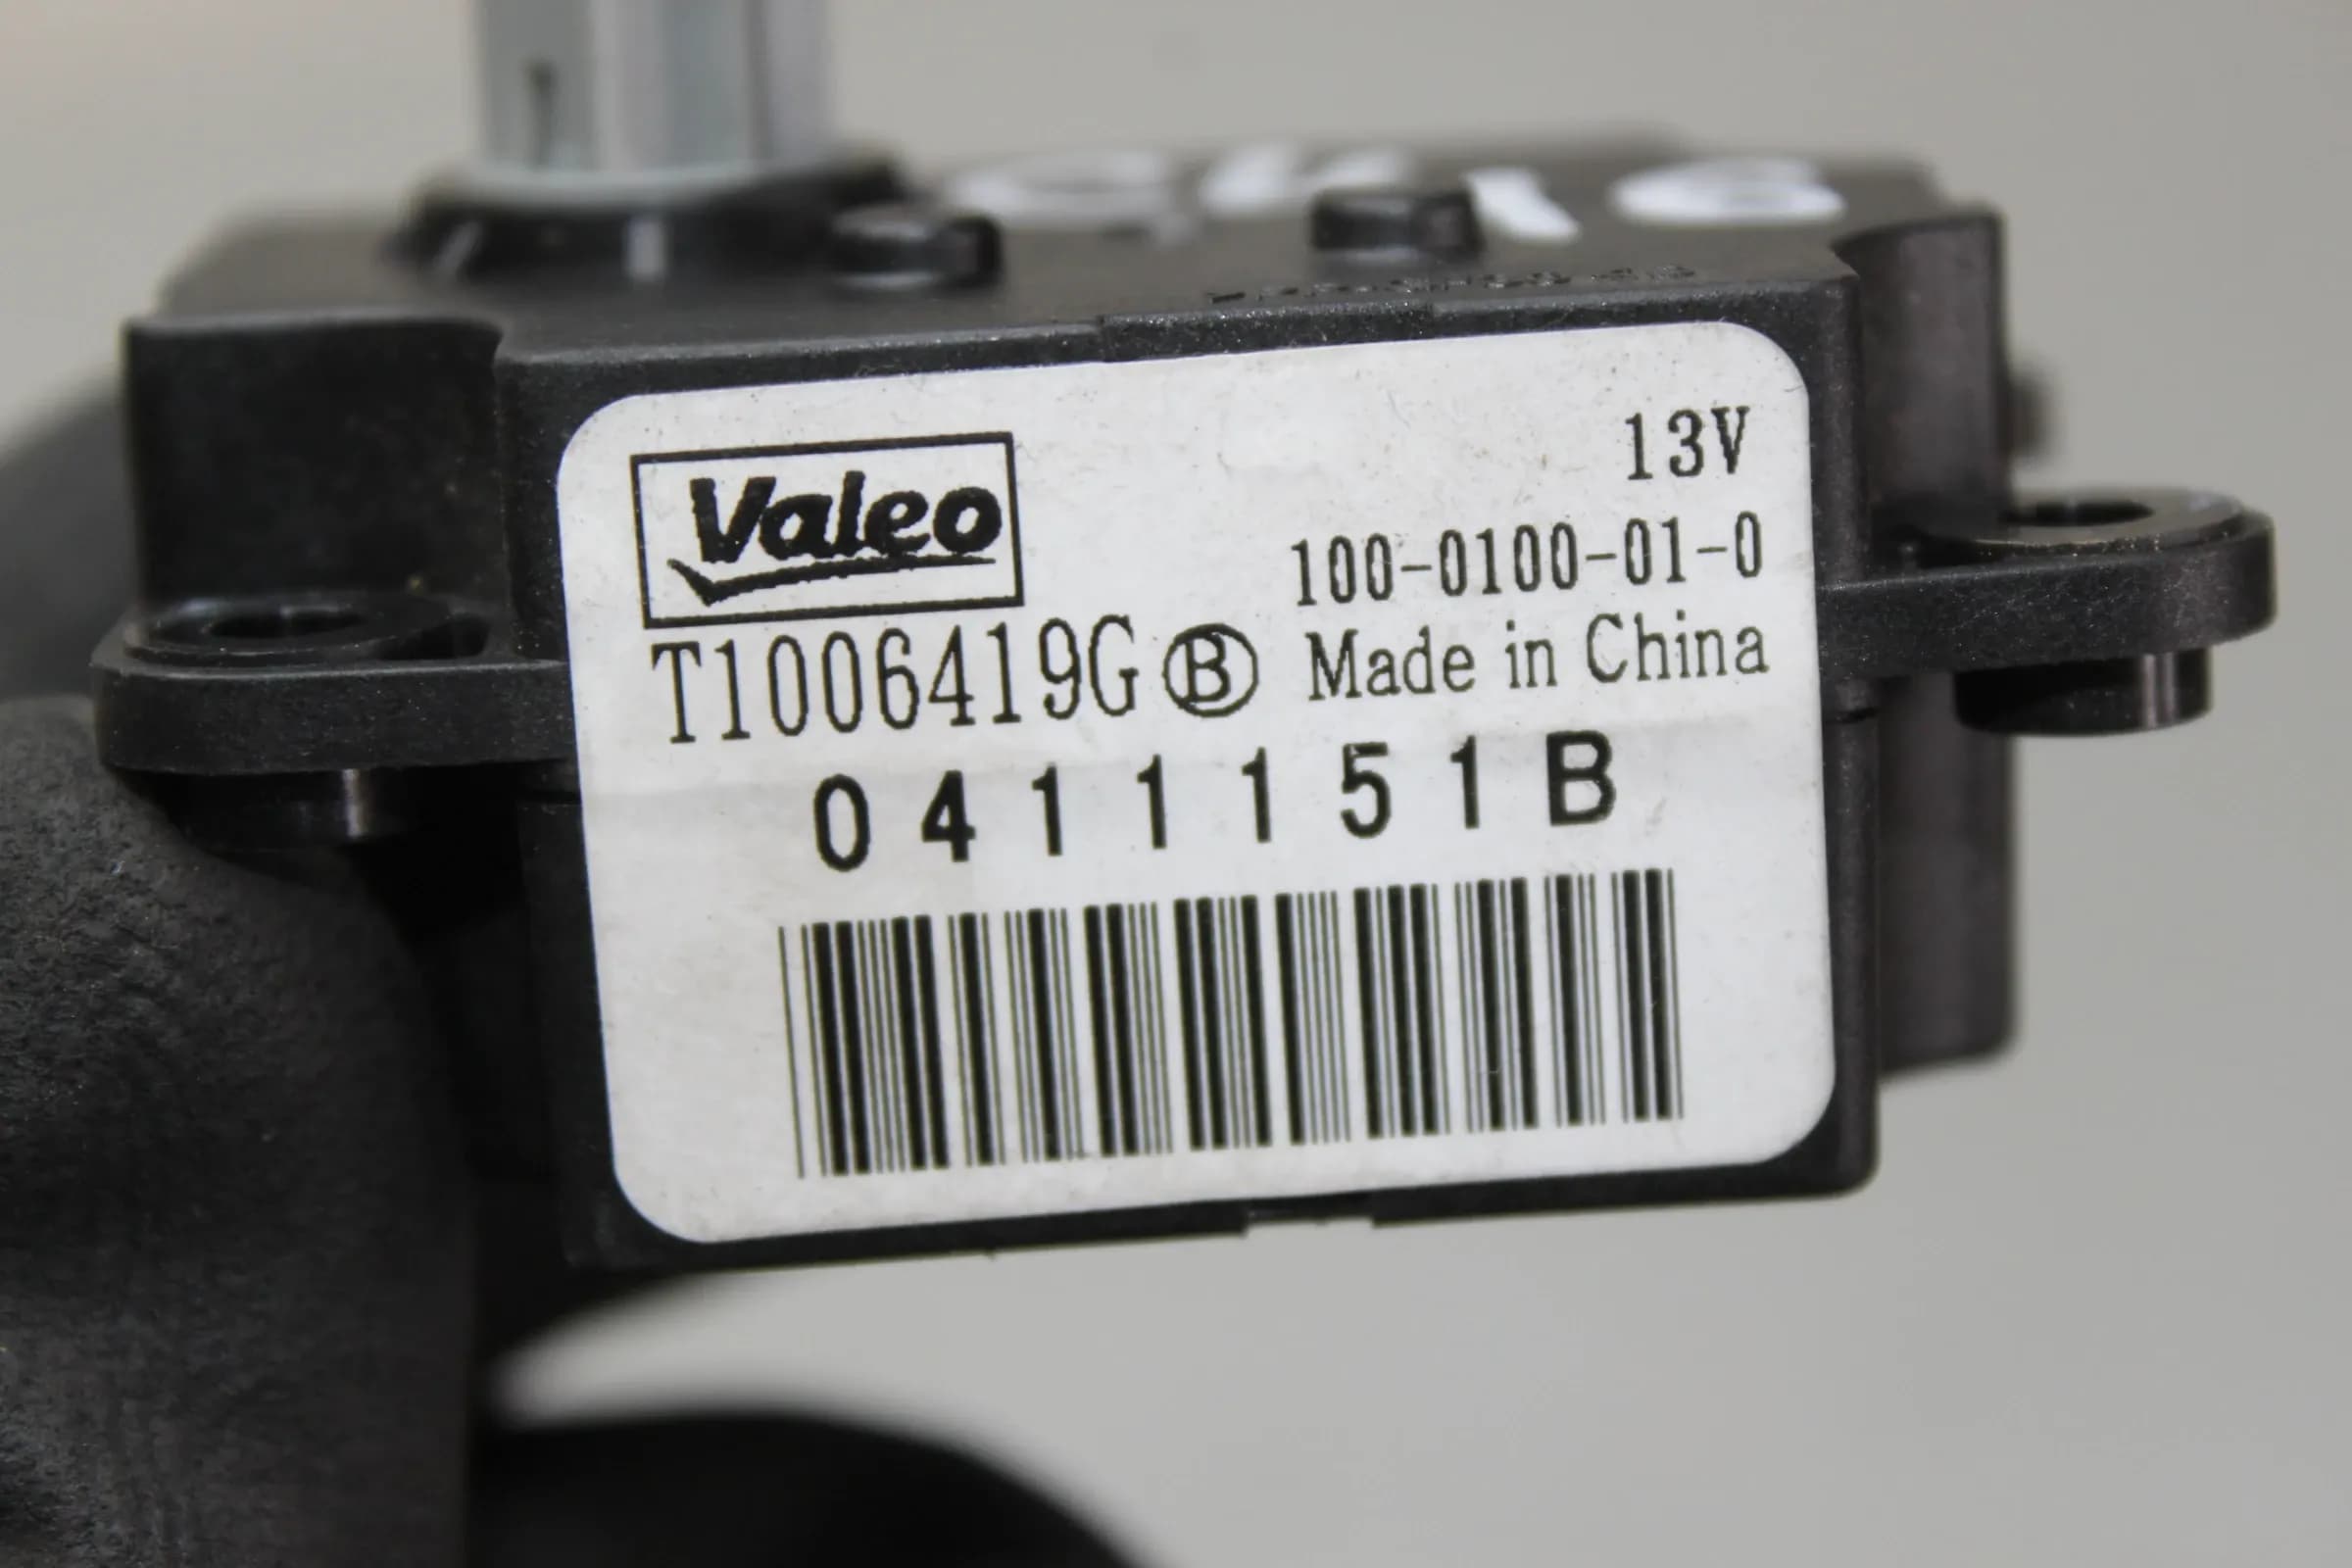 13V
Valeo
100-0100-01-0
T1006419G Ⓑ Made in China
0411151B